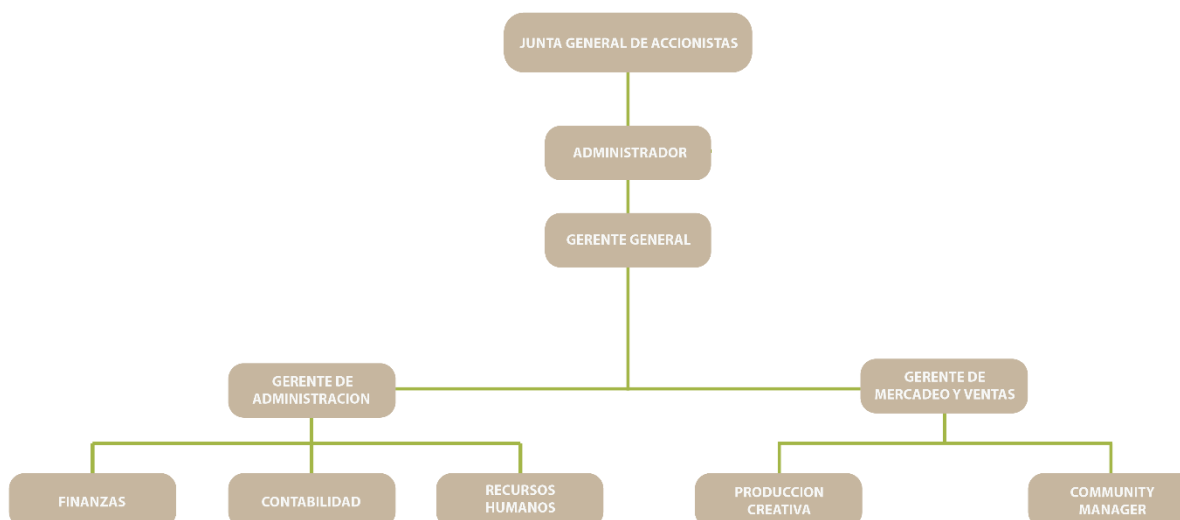 JUNTA GENERAL DE ACCIONISTAS
ADMINISTRADOR
GERENTE GENERAL
GERENTE DE
ADMINISTRACION
GERENTE DE
MERCADEO Y VENTAS
FINANZAS
CONTABILIDAD
RECURSOS
HUMANOS
PRODUCCION
CREATIVA
COMMUNITY
MANAGER